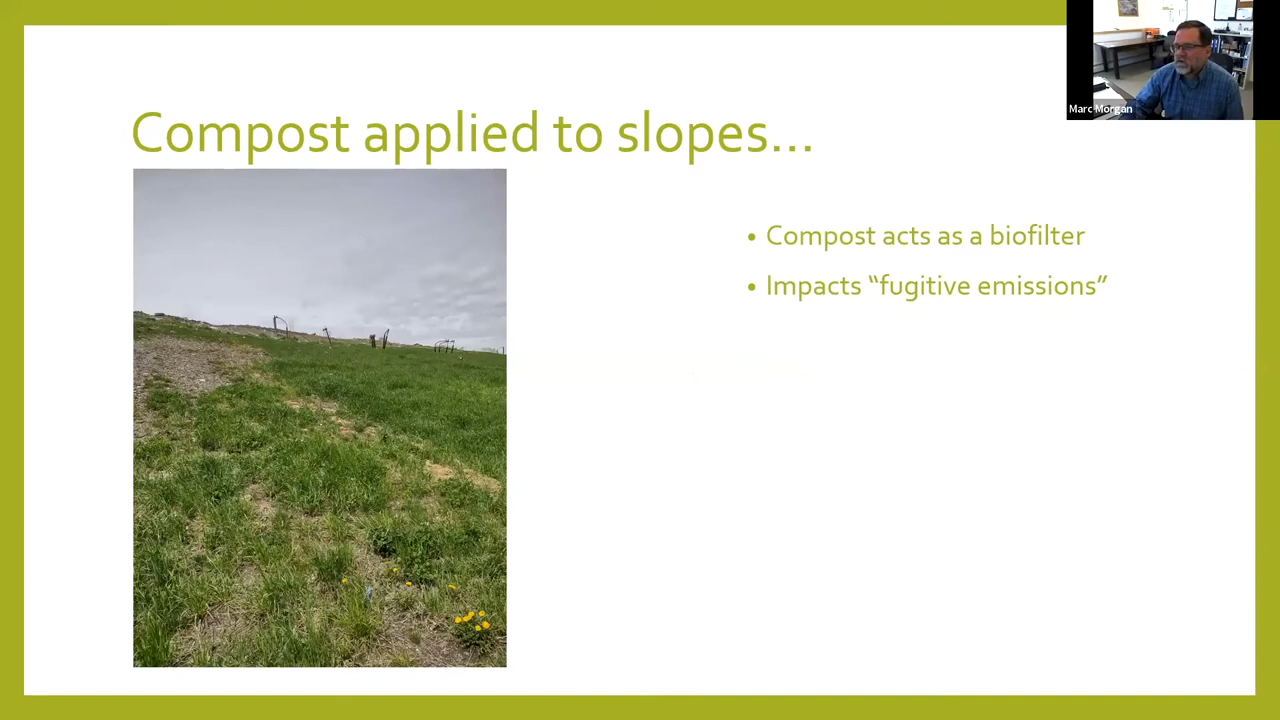 Compost applied to slopes...
• Compost acts as a biofilter
• Impacts “fugitive emissions”
Marc Morgan